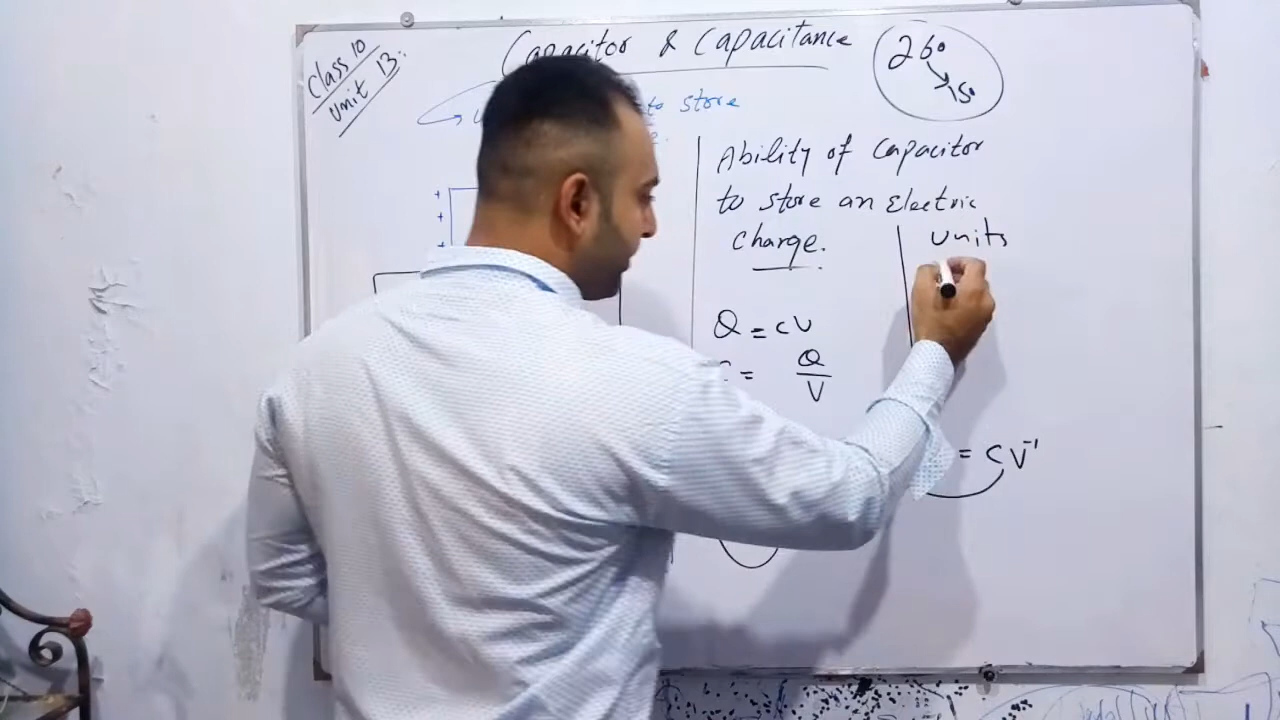 Class 10
Unit 13:
Capacitor & Capacitance
26°
15°
to store
Ability of Capacitor
to store an Electric
Charge.
units
Q = CV
= Q/V
= CV⁻¹
+
+
+